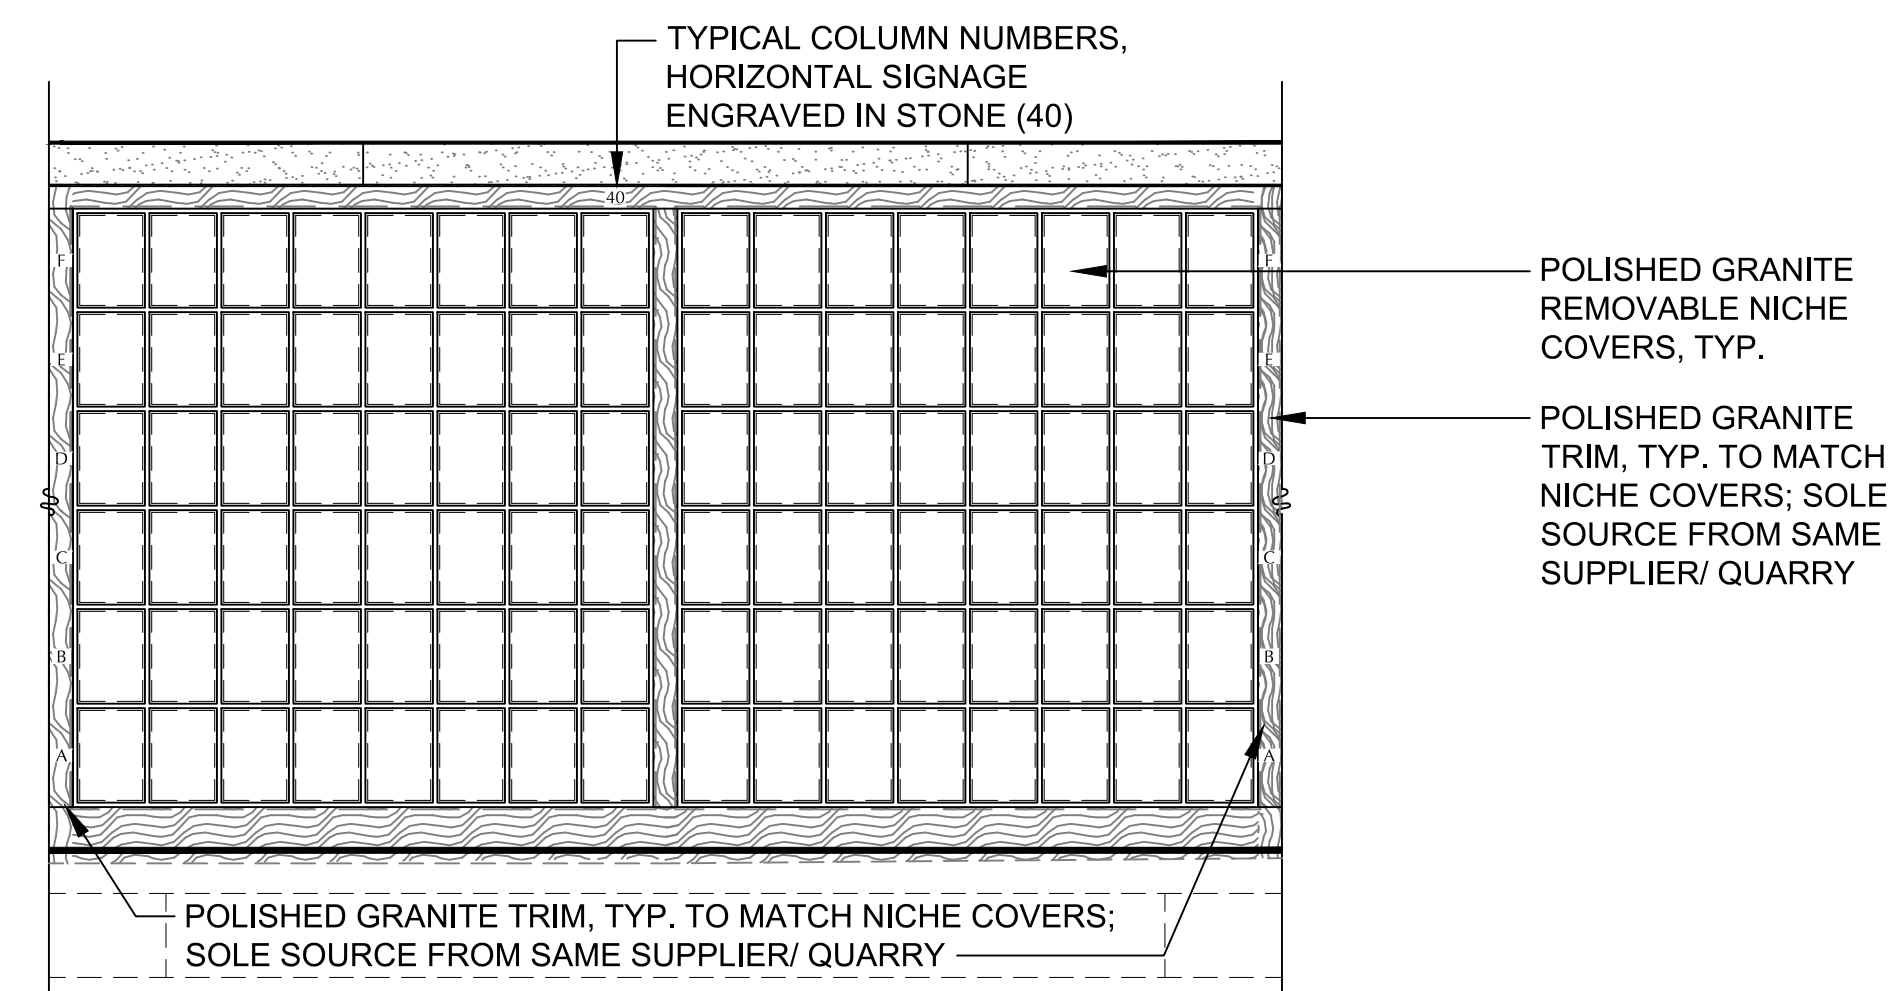 TYPICAL COLUMN NUMBERS,
HORIZONTAL SIGNAGE
ENGRAVED IN STONE (40)
40
F
E
D
C
B
A
F
E
D
C
B
A
POLISHED GRANITE
REMOVABLE NICHE
COVERS, TYP.
POLISHED GRANITE
TRIM, TYP. TO MATCH
NICHE COVERS; SOLE
SOURCE FROM SAME
SUPPLIER/ QUARRY
POLISHED GRANITE TRIM, TYP. TO MATCH NICHE COVERS;
SOLE SOURCE FROM SAME SUPPLIER/ QUARRY